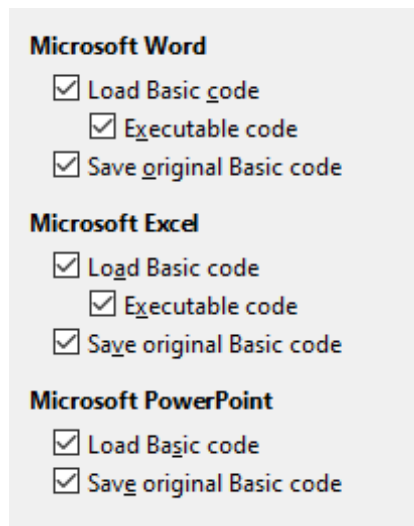 Microsoft Word
Load Basic code
Executable code
Save original Basic code
Microsoft Excel
Load Basic code
Executable code
Save original Basic code
Microsoft PowerPoint
Load Basic code
Save original Basic code